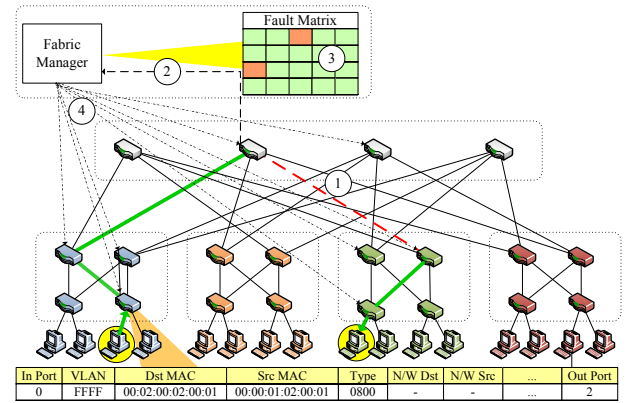 Fault Matrix
Fabric
Manager
3
2
4
1
In Port VLAN Dst MAC Src MAC Type N/W Dst N/W Src ... Out Port
0 FFFF 00:02:00:02:00:01 00:00:01:02:00:01 0800 - - - 2